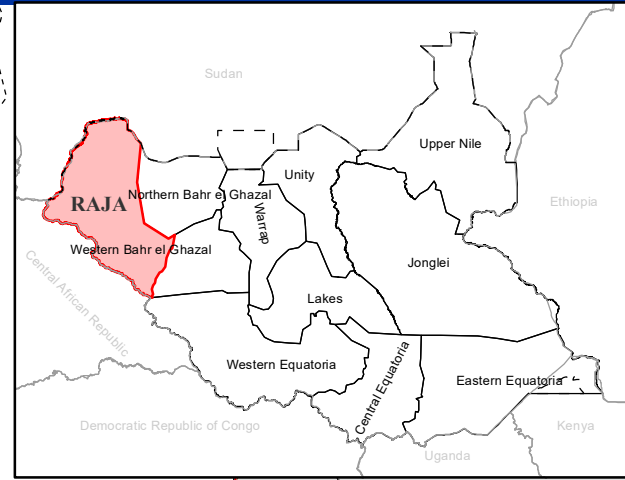 Sudan
Upper Nile
Unity
Northern Bahr el Ghazal
Ethiopia
RAJA
Warrap
Western Bahr el Ghazal
Jonglei
Central African Republic
Lakes
Western Equatoria
Central Equatoria
Eastern Equatoria
Democratic Republic of Congo
Kenya
Uganda